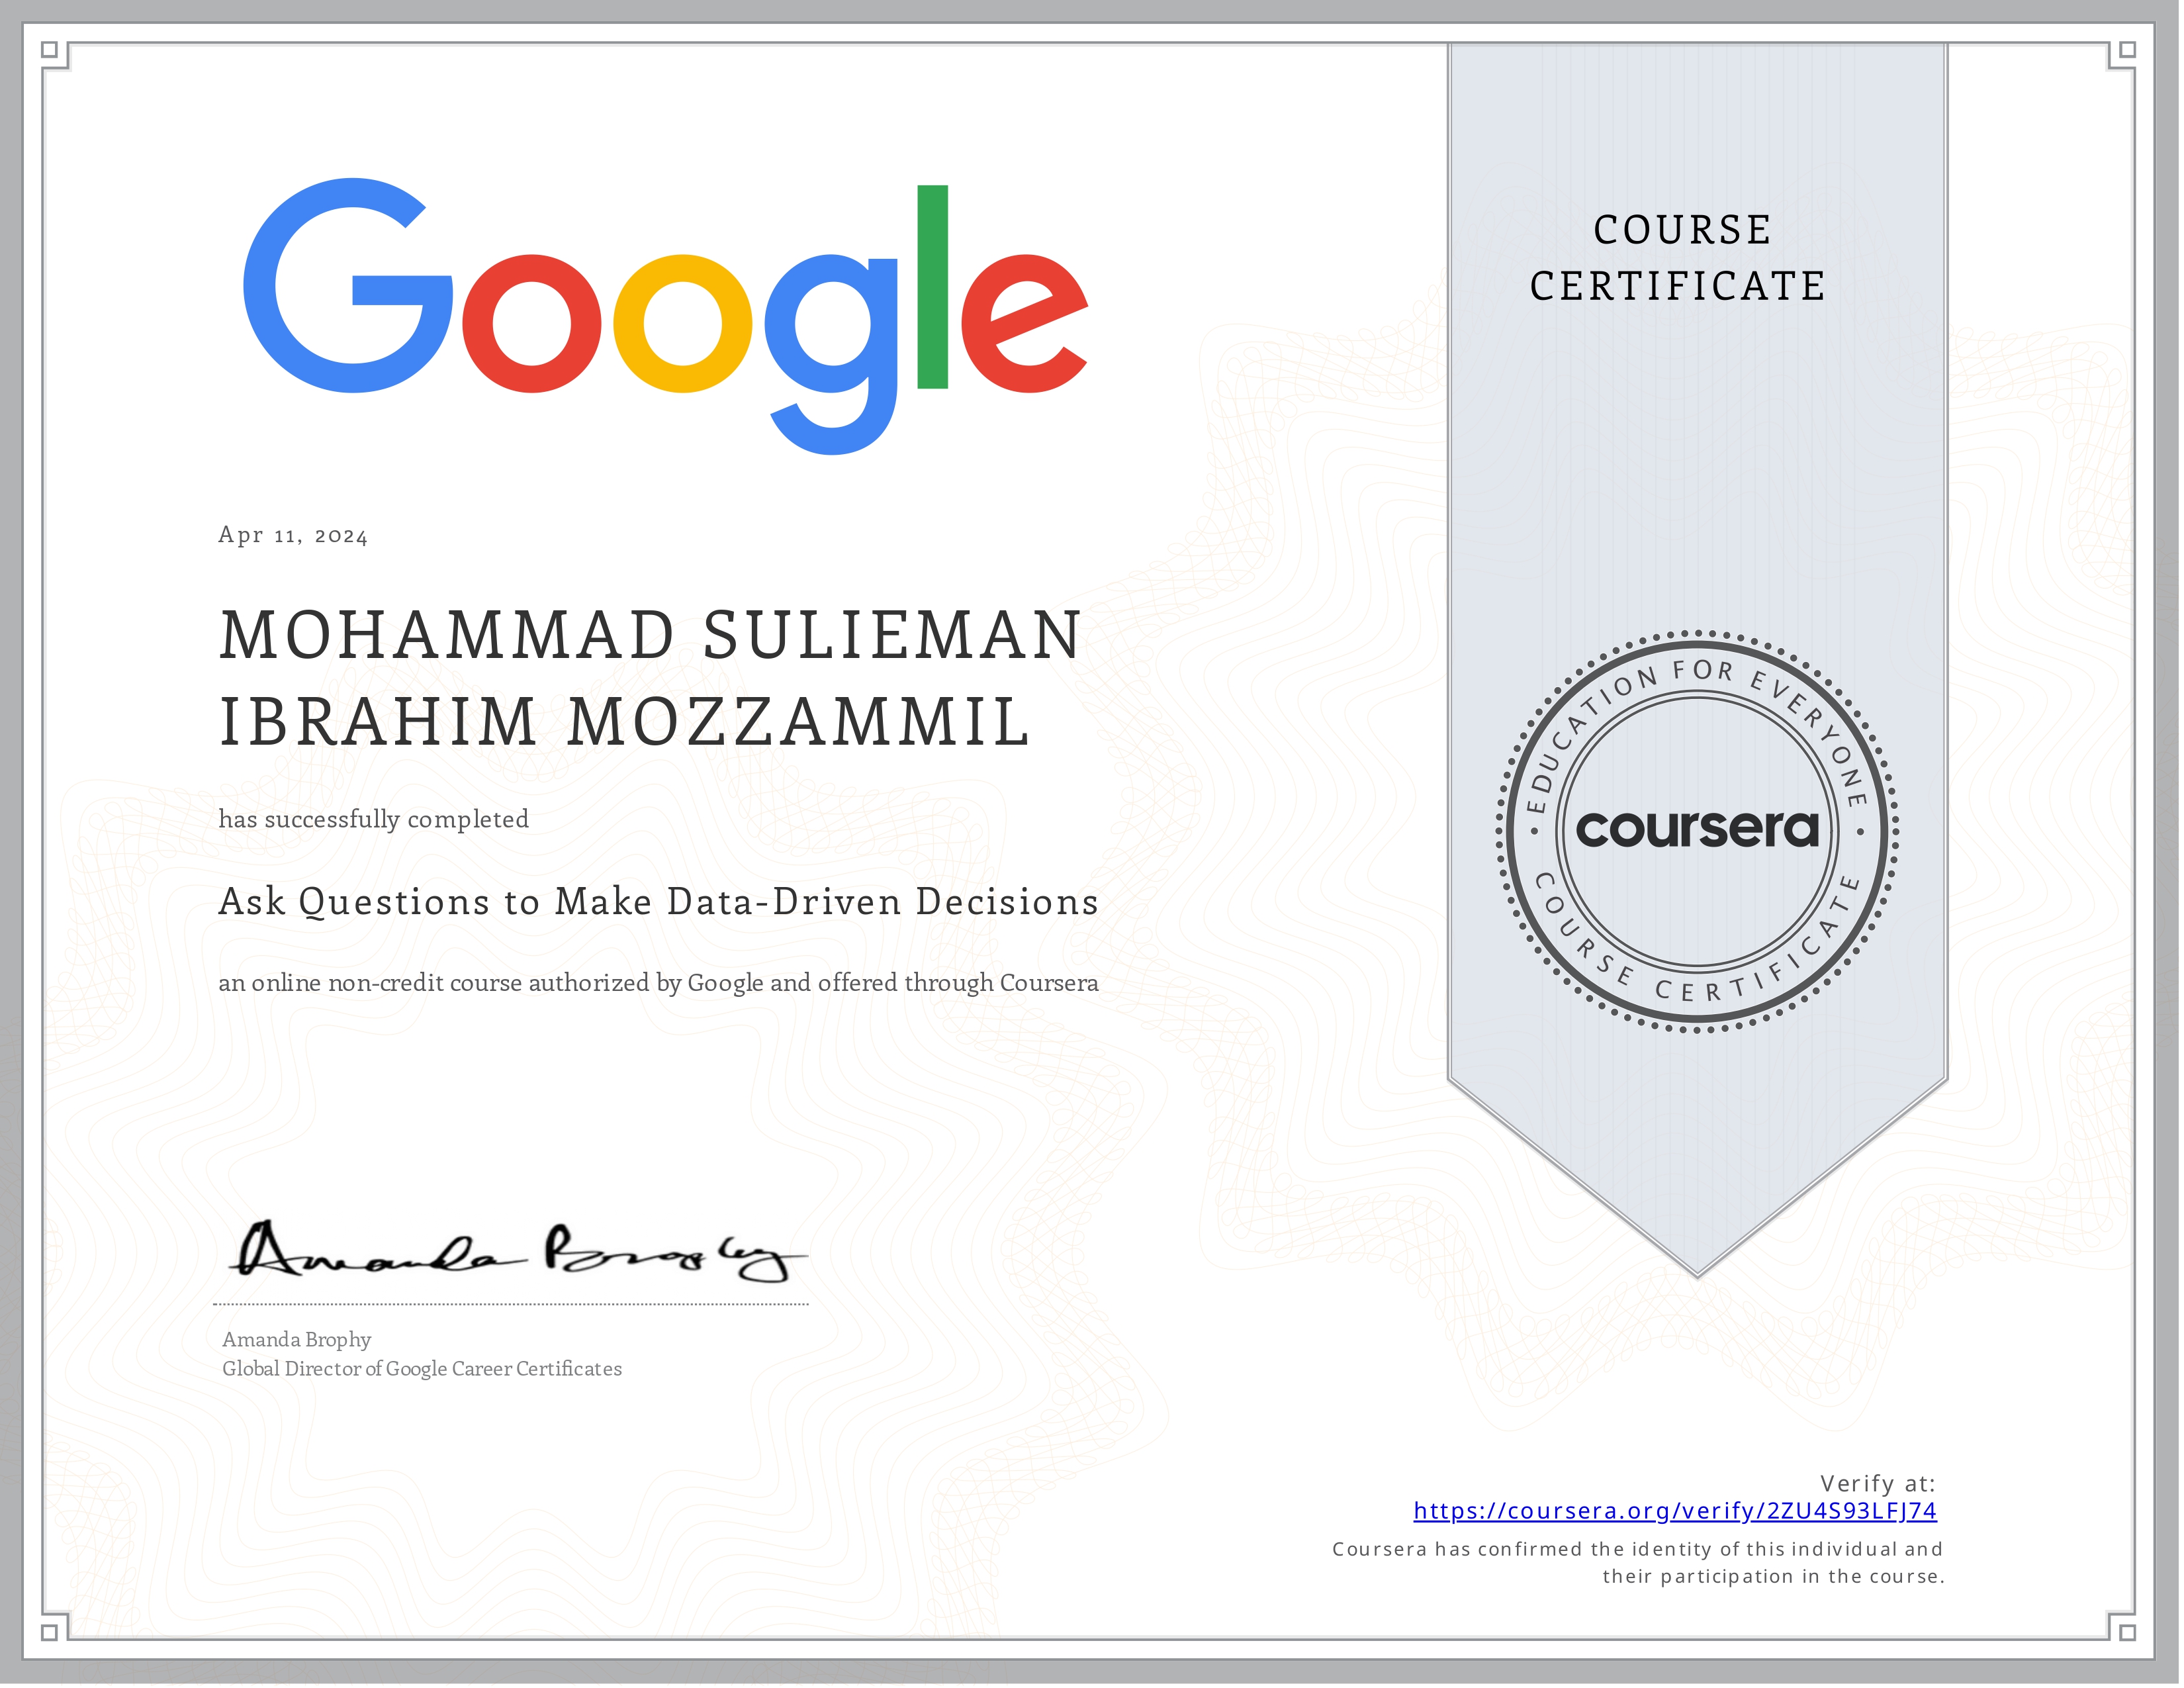 Google
COURSE
CERTIFICATE
Apr 11, 2024
MOHAMMAD SULIEMAN
IBRAHIM MOZZAMMIL
has successfully completed
Ask Questions to Make Data-Driven Decisions
an online non-credit course authorized by Google and offered through Coursera
EDUCATION FOR EVERYONE
coursera
COURSE CERTIFICATE
Amanda Brophy
Amanda Brophy
Global Director of Google Career Certificates
Verify at:
https://coursera.org/verify/2ZU4S93LFJ74
Coursera has confirmed the identity of this individual and
their participation in the course.